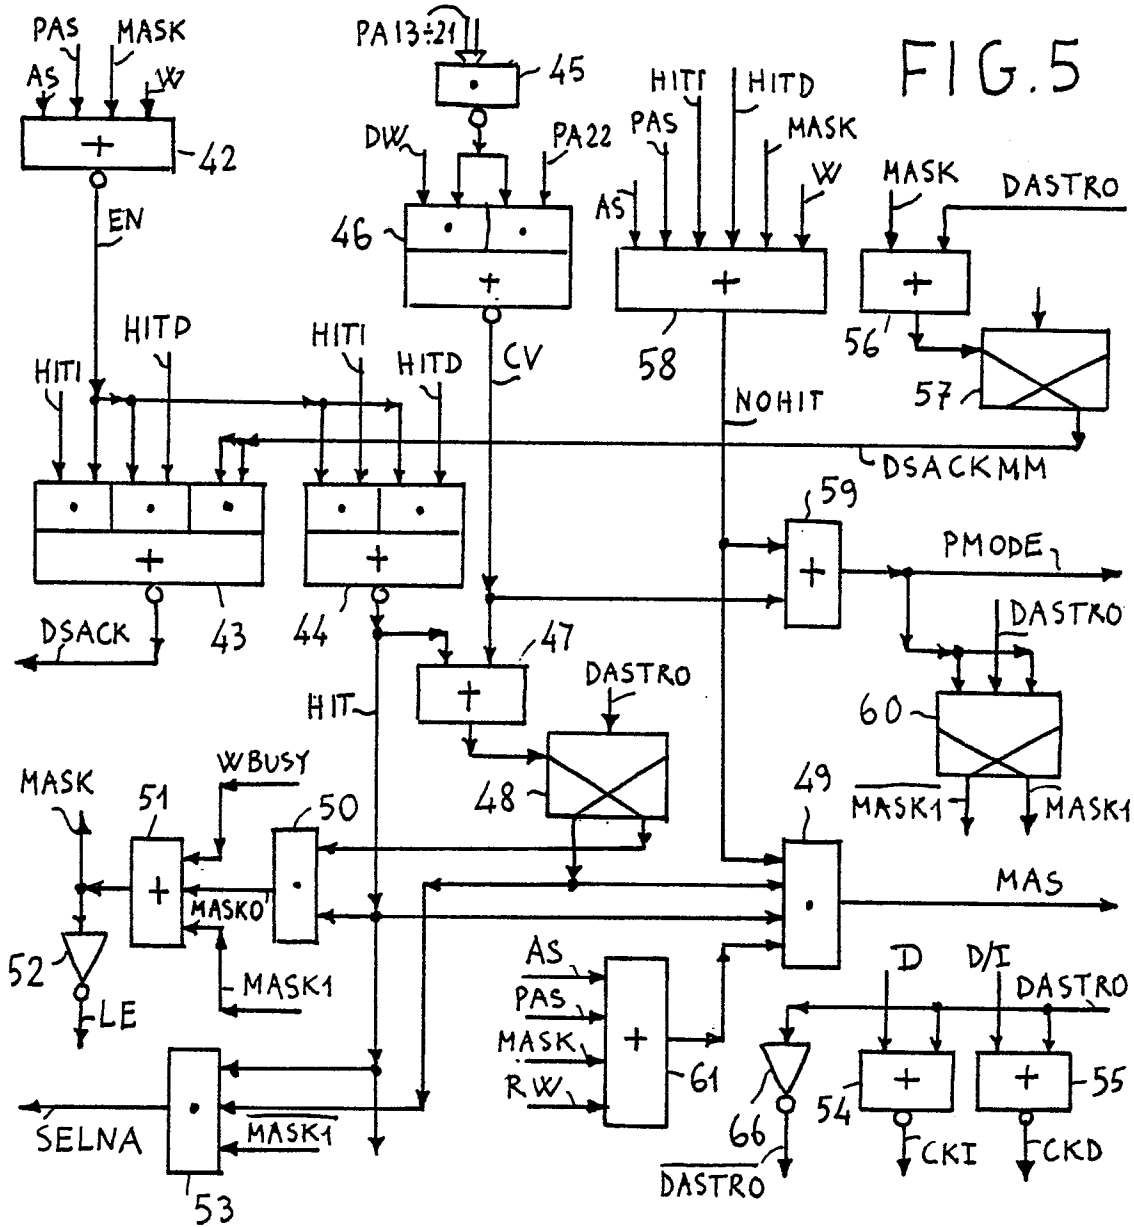 FIG.5
PAS
MASK
AS
W
+
42
PA13÷21
45
HITI
HITD
PAS
MASK
W
AS
DW
PA22
46
+
+
58
MASK
DASTRO
+
56'
57
EN
HITI
HITD
HITI
HITD
CV
NOHIT
DSACKMM
+
43
+
44
DSACK
59
+
PMODE
DASTRO
60
MASK1
MASK1
HIT
47
+
DASTRO
48
49
MAS
MASK
51
WBUSY
50
+
MASK0'
MASK1
52
LE
AS
PAS
MASK
RW
+
61
D
D/I
DASTRO
66
+
54
+
55
DASTRO
CKI
CKD
SELNA
MASK1
53